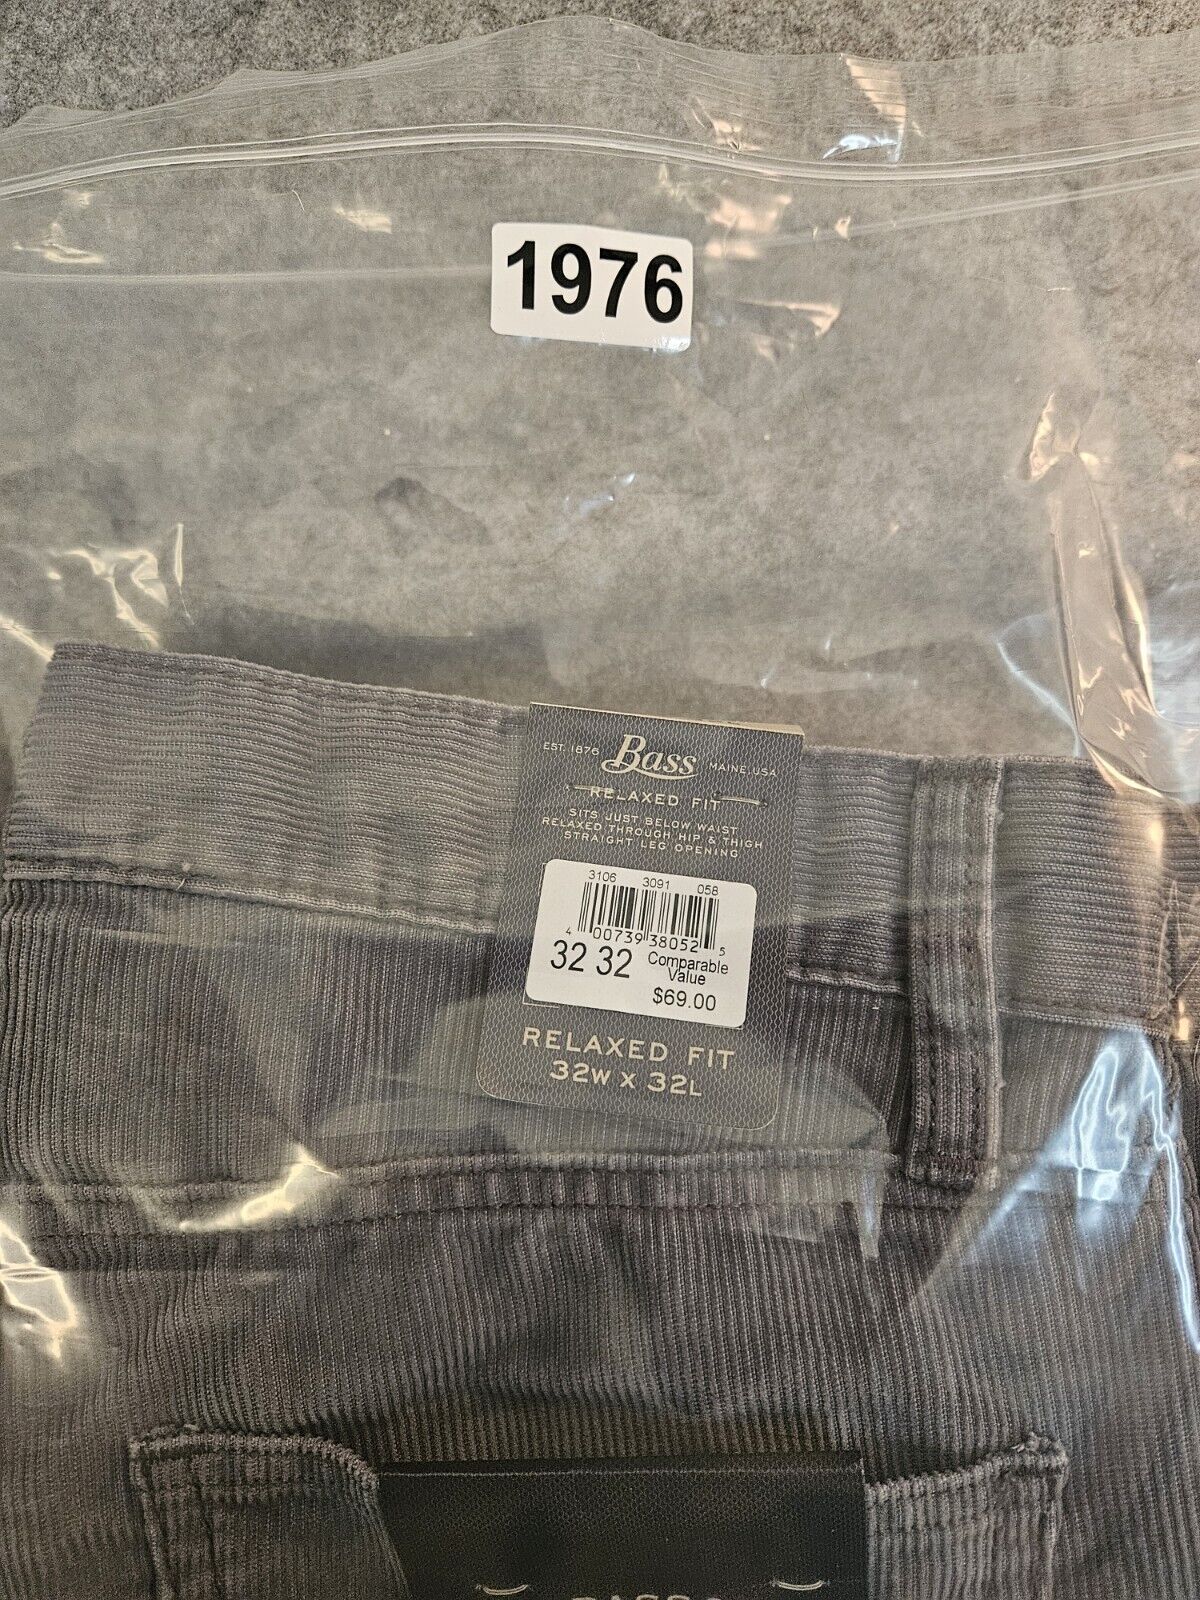 1976
EST. 1876 Bass MAINE, USA
RELAXED FIT
SITS JUST BELOW WAIST
RELAXED THROUGH HIP & THIGH
STRAIGHT LEG OPENING
3106 3091 058
4 00739 38052 5
32 32 Comparable
Value
$69.00
RELAXED FIT
32W X 32L